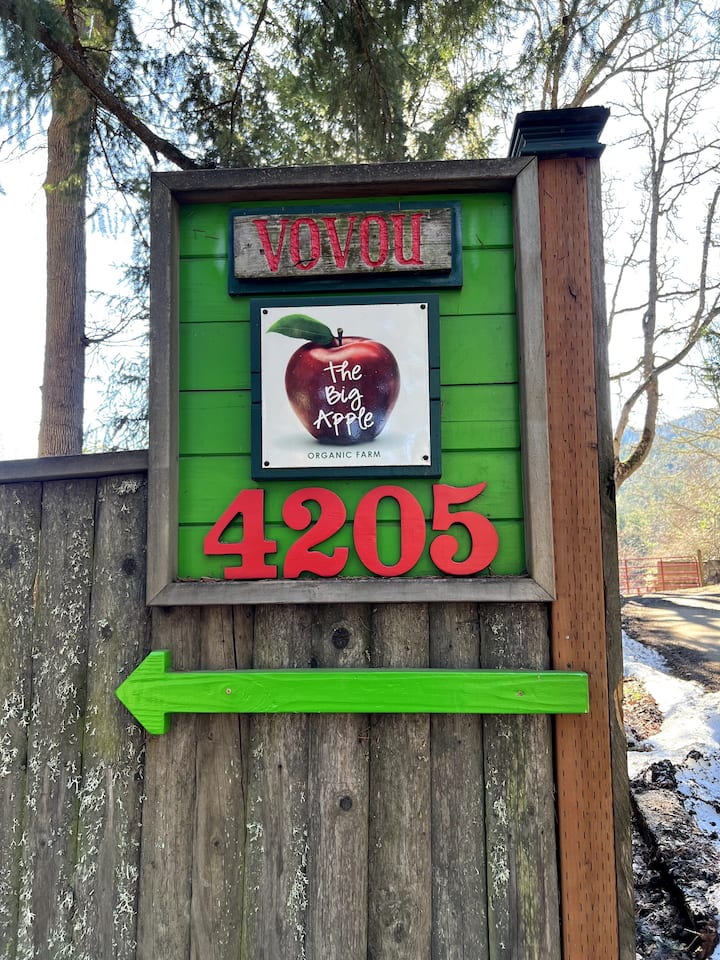 VOVOU
The
Big
Apple
ORGANIC FARM
4205